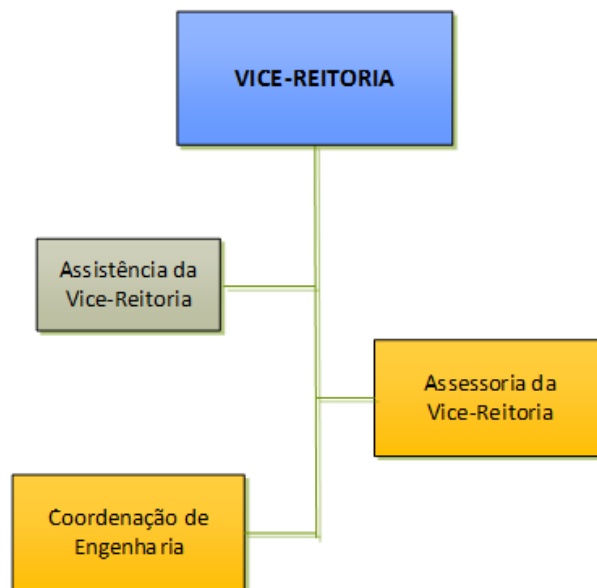 VICE-REITORIA
Assistência da
Vice-Reitoria
Assessoria da
Vice-Reitoria
Coordenação de
Engenharia